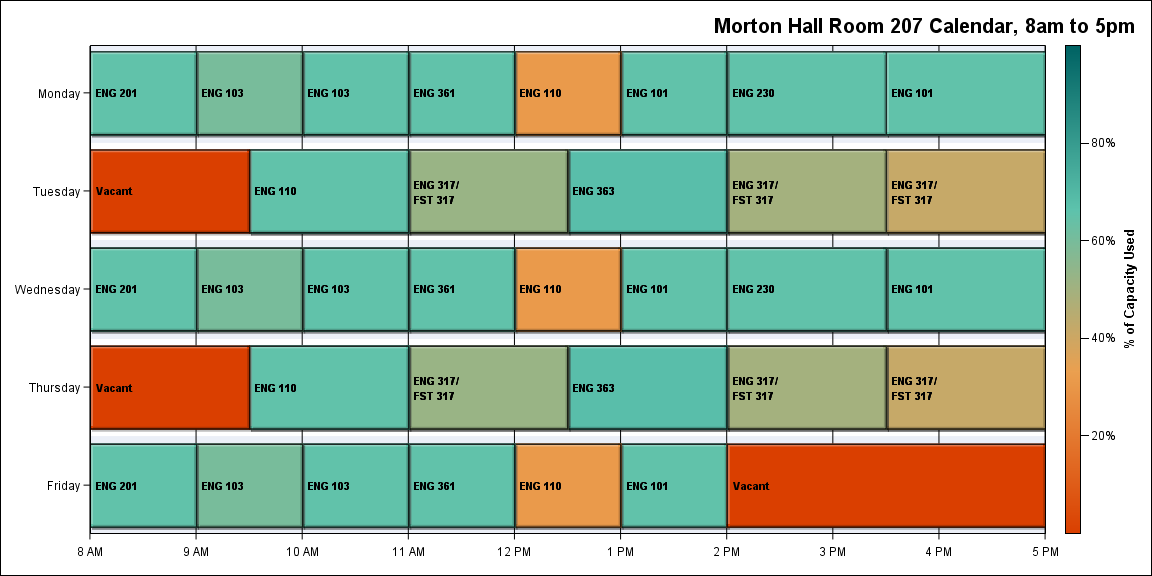 Morton Hall Room 207 Calendar, 8am to 5pm
Monday
ENG 201
ENG 103
ENG 103
ENG 361
ENG 110
ENG 101
ENG 230
ENG 101
Tuesday
Vacant
ENG 110
ENG 317/
FST 317
ENG 363
ENG 317/
FST 317
ENG 317/
FST 317
Wednesday
ENG 201
ENG 103
ENG 103
ENG 361
ENG 110
ENG 101
ENG 230
ENG 101
Thursday
Vacant
ENG 110
ENG 317/
FST 317
ENG 363
ENG 317/
FST 317
ENG 317/
FST 317
Friday
ENG 201
ENG 103
ENG 103
ENG 361
ENG 110
ENG 101
Vacant
8 AM
9 AM
10 AM
11 AM
12 PM
1 PM
2 PM
3 PM
4 PM
5 PM
80%
60%
40%
20%
% of Capacity Used